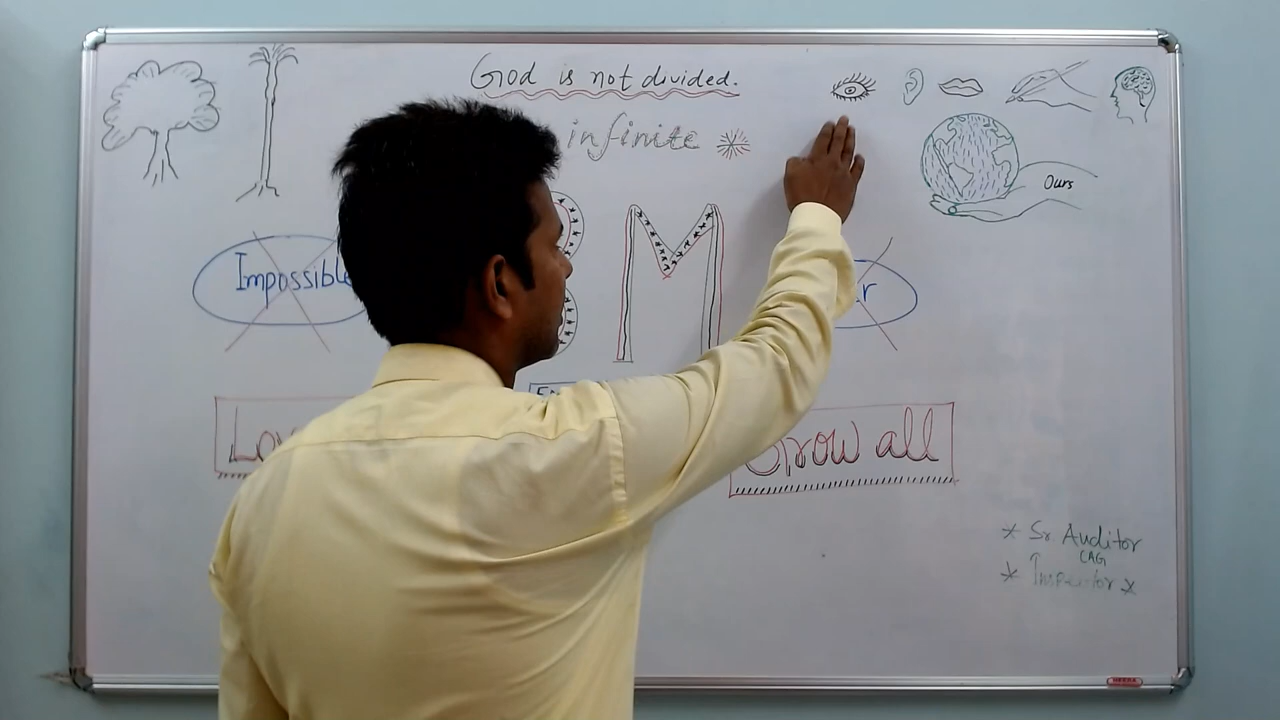 God is not divided.
infinite
Ours
Impossible
M
Grow all
* Sr Auditor
CAG
* Inspector *